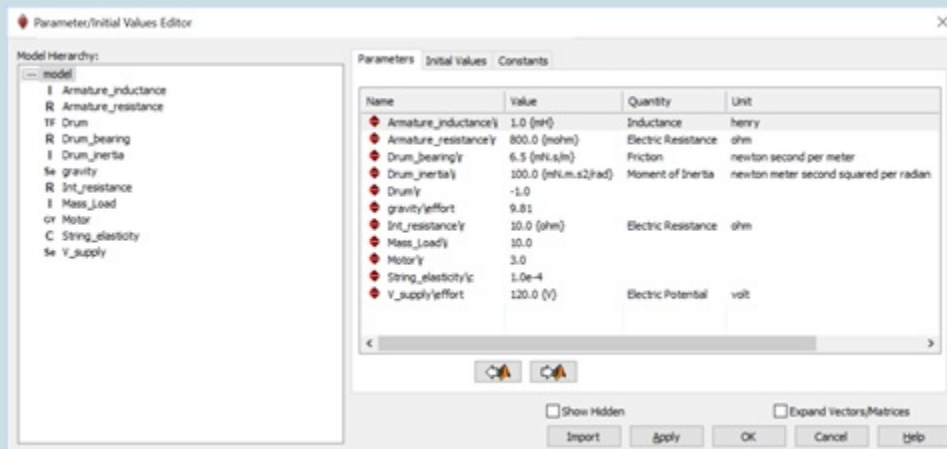 Parameter/Initial Values Editor
Model Hierarchy:
model
I Armature_inductance
R Armature_resistance
TF Drum
R Drum_bearing
I Drum_inertia
Se gravity
R Int_resistance
I Mass_Load
GY Motor
C String_elasticity
Se V_supply
Parameters Initial Values Constants
Name Value Quantity Unit
Armature_inductance\i 1.0 {mH} Inductance henry
Armature_resistance\r 800.0 {mohm} Electric Resistance ohm
Drum_bearing\r 6.5 {mN.s/m} Friction newton second per meter
Drum_inertia\i 100.0 {mN.m.s2/rad} Moment of Inertia newton meter second squared per radian
Drum\r -1.0
gravity\effort 9.81
Int_resistance\r 10.0 {ohm} Electric Resistance ohm
Mass_Load\i 10.0
Motor\r 3.0
String_elasticity\c 1.0e-4
V_supply\effort 120.0 {V} Electric Potential volt
Show Hidden Expand Vectors/Matrices
Import Apply OK Cancel Help